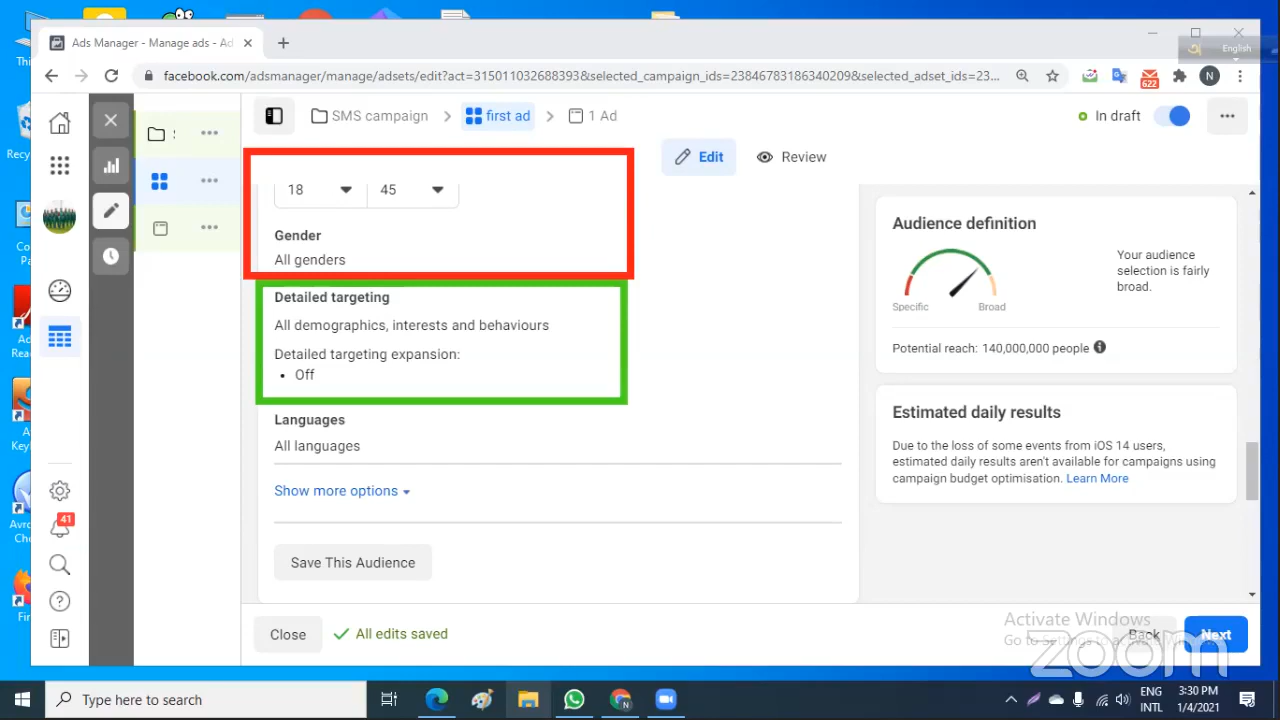 Ads Manager - Manage ads - Ad
English
facebook.com/adsmanager/manage/adsets/edit?act=315011032688393&selected_campaign_ids=23846783186340209&selected_adset_ids=23...
622
N
SMS campaign
first ad
1 Ad
In draft
Edit
Review
18
45
Gender
All genders
Detailed targeting
All demographics, interests and behaviours
Detailed targeting expansion:
• Off
Languages
All languages
Show more options
Save This Audience
Audience definition
Your audience
selection is fairly
broad.
Specific
Broad
Potential reach: 140,000,000 people
Estimated daily results
Due to the loss of some events from iOS 14 users,
estimated daily results aren't available for campaigns using
campaign budget optimisation. Learn More
41
Close
All edits saved
Activate Windows
Go to Settings to a
Back
Next
zoom
Type here to search
ENG
INTL
3:30 PM
1/4/2021